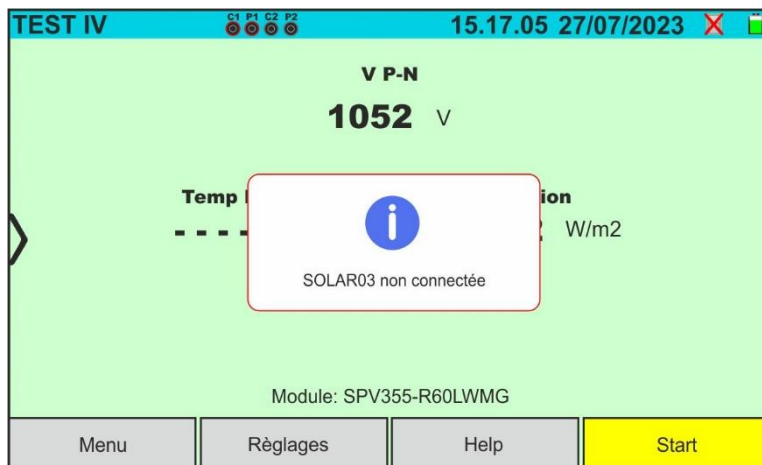 TEST IV C1 P1 C2 P2 15.17.05 27/07/2023
V P-N
1052 V
Temp ion
- - - - W/m2
SOLAR03 non connectée
Module: SPV355-R60LWMG
Menu Règlages Help Start